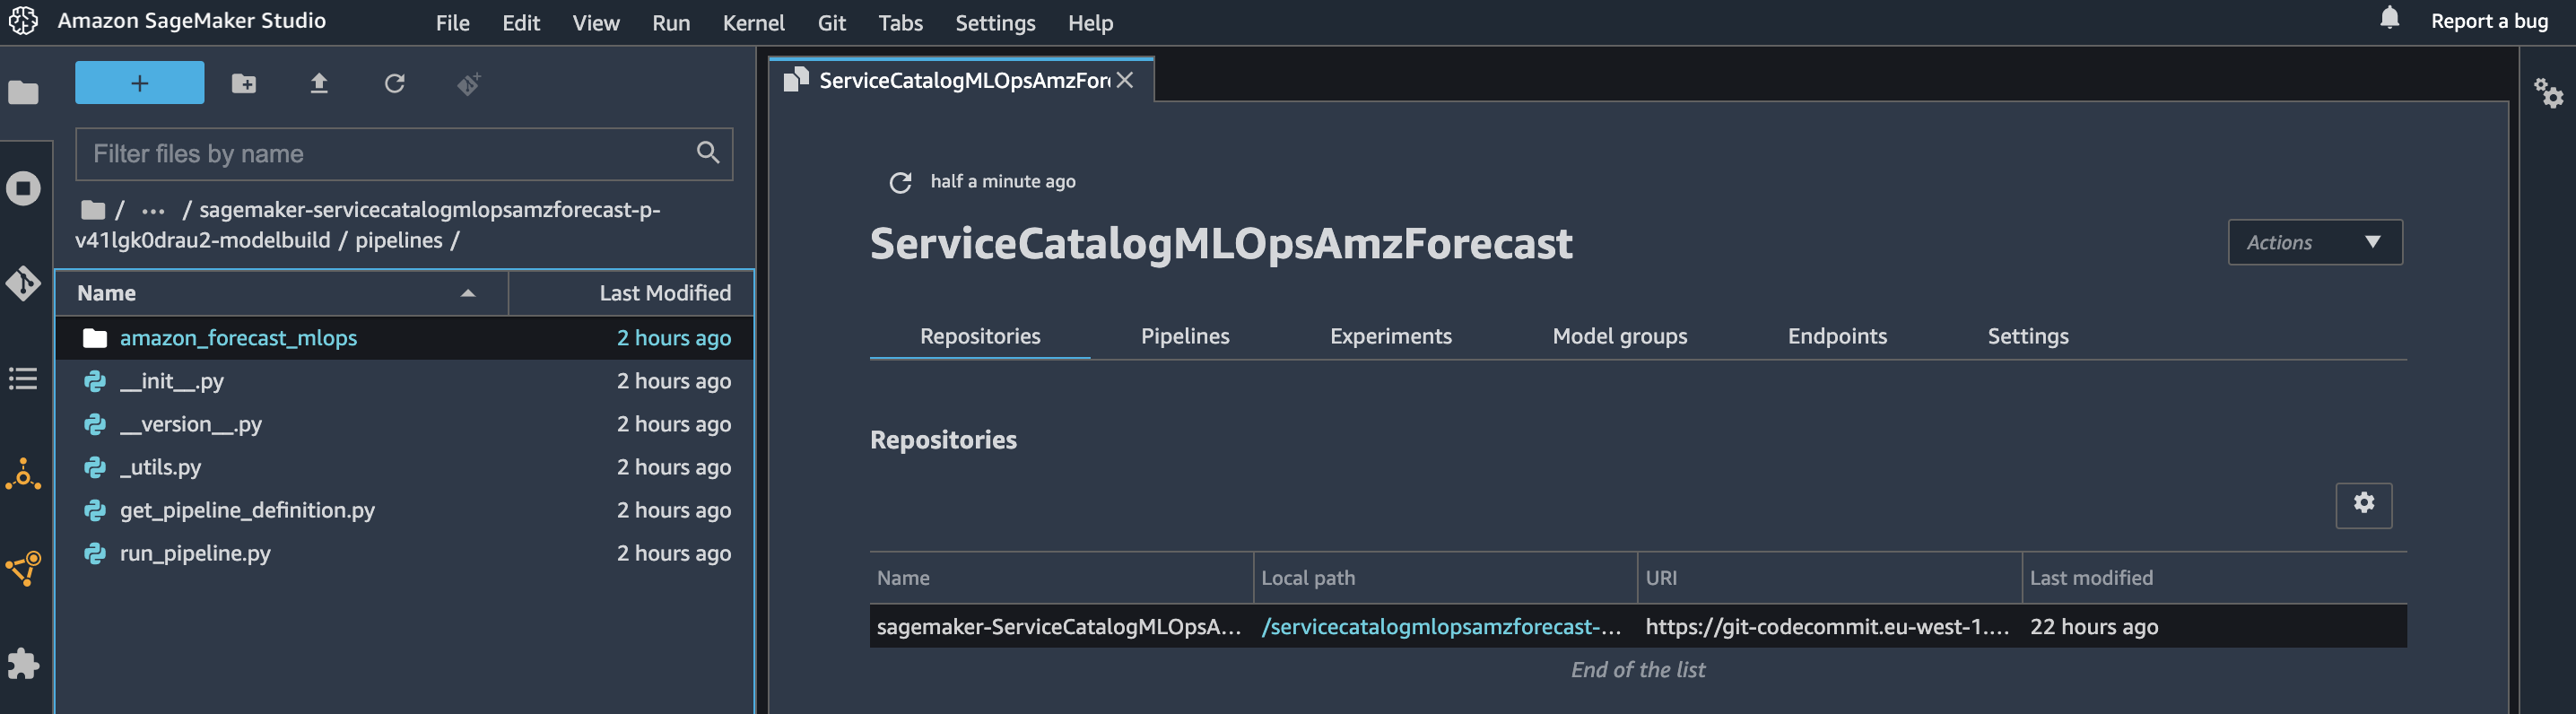 Amazon SageMaker Studio File Edit View Run Kernel Git Tabs Settings Help Report a bug
+
Filter files by name
/ ... / sagemaker-servicecatalogmlopsamzforecast-p-
v41lgk0drau2-modelbuild / pipelines /
Name Last Modified
amazon_forecast_mlops 2 hours ago
__init__.py 2 hours ago
__version__.py 2 hours ago
_utils.py 2 hours ago
get_pipeline_definition.py 2 hours ago
run_pipeline.py 2 hours ago
ServiceCatalogMLOpsAmzFor
half a minute ago
ServiceCatalogMLOpsAmzForecast
Actions
Repositories Pipelines Experiments Model groups Endpoints Settings
Repositories
Name Local path URI Last modified
sagemaker-ServiceCatalogMLOpsA... /servicecatalogmlopsamzforecast-... https://git-codecommit.eu-west-1.... 22 hours ago
End of the list